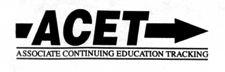 ACET
ASSOCIATE CONTINUING EDUCATION TRACKING